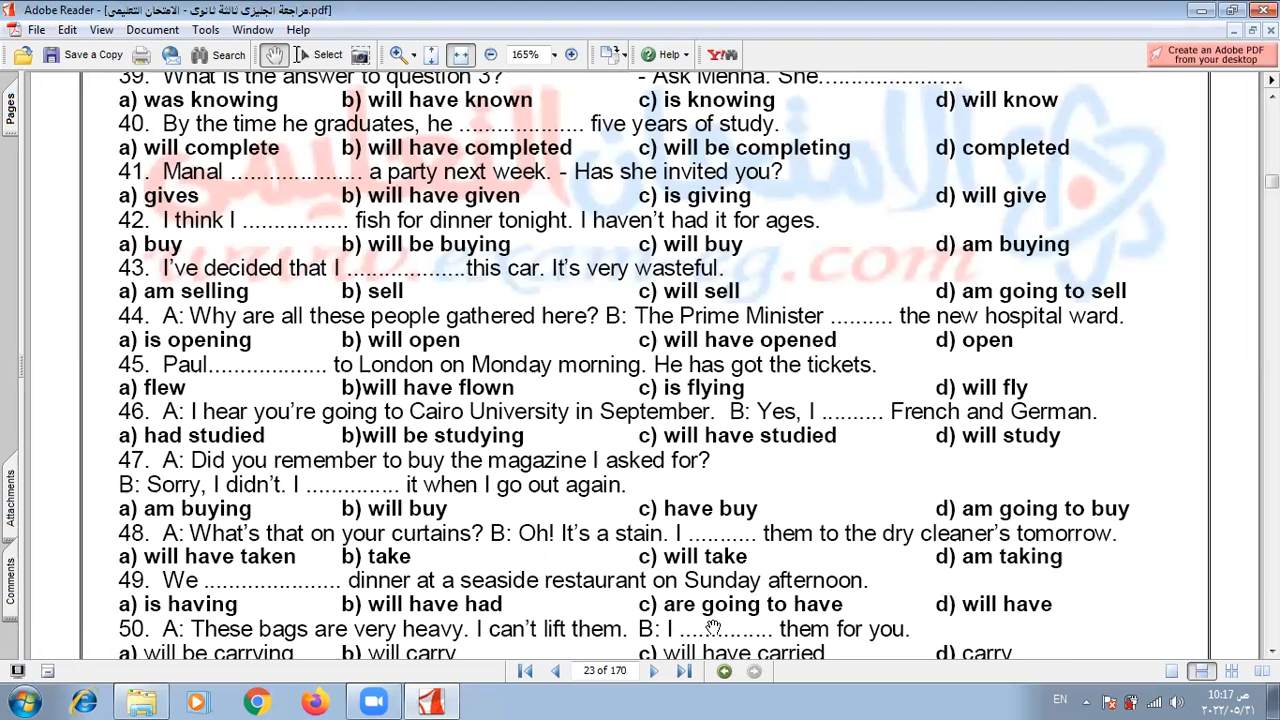 مراجعة انجليزى ثالثة ثانوى - الامتحان التعليمى].pdf] - Adobe Reader
File Edit View Document Tools Window Help
Save a Copy Search Select 165% Help Y! Create an Adobe PDF from your desktop
Pages
Attachments
Comments
39. What is the answer to question 3? - Ask Menna. She......................
a) was knowing b) will have known c) is knowing d) will know
40. By the time he graduates, he .................... five years of study.
a) will complete b) will have completed c) will be completing d) completed
41. Manal ..................... a party next week. - Has she invited you?
a) gives b) will have given c) is giving d) will give
42. I think I ................. fish for dinner tonight. I haven’t had it for ages.
a) buy b) will be buying c) will buy d) am buying
43. I’ve decided that I ...................this car. It’s very wasteful.
a) am selling b) sell c) will sell d) am going to sell
44. A: Why are all these people gathered here? B: The Prime Minister .......... the new hospital ward.
a) is opening b) will open c) will have opened d) open
45. Paul................... to London on Monday morning. He has got the tickets.
a) flew b)will have flown c) is flying d) will fly
46. A: I hear you’re going to Cairo University in September. B: Yes, I .......... French and German.
a) had studied b)will be studying c) will have studied d) will study
47. A: Did you remember to buy the magazine I asked for?
B: Sorry, I didn’t. I ............... it when I go out again.
a) am buying b) will buy c) have buy d) am going to buy
48. A: What’s that on your curtains? B: Oh! It’s a stain. I ........... them to the dry cleaner’s tomorrow.
a) will have taken b) take c) will take d) am taking
49. We ...................... dinner at a seaside restaurant on Sunday afternoon.
a) is having b) will have had c) are going to have d) will have
50. A: These bags are very heavy. I can’t lift them. B: I ............... them for you.
a) will be carrying b) will carry c) will have carried d) carry
23 of 170
EN
10:17 ص
٢٠٢٢/٠٥/٣١